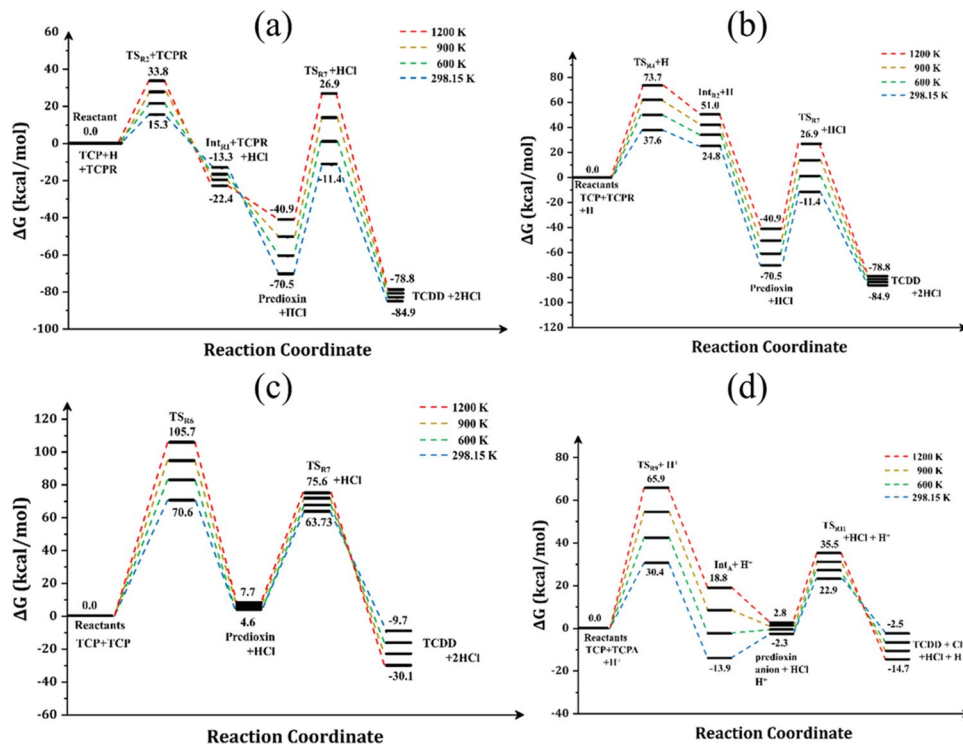 (a)
ΔG (kcal/mol)
60
40
20
0
-20
-40
-60
-80
-100
1200 K
900 K
600 K
298.15 K
Reactant
0.0
TCP+H
+TCPR
TS_R2+TCPR
33.8
15.3
Int_R1+TCPR
+HCl
-13.3
-22.4
-40.9
-70.5
Predioxin
+HCl
TS_R7 +HCl
26.9
-11.4
-78.8
TCDD +2HCl
-84.9
Reaction Coordinate
(b)
ΔG (kcal/mol)
80
60
40
20
0
-20
-40
-60
-80
-100
-120
1200 K
900 K
600 K
298.15 K
0.0
Reactants
TCP+TCPR
+H
TS_R4+H
73.7
37.6
Int_R2+H
51.0
24.8
-40.9
-70.5
Predioxin
+HCl
TS_R7
+HCl
26.9
-11.4
-78.8
TCDD
+2HCl
-84.9
Reaction Coordinate
(c)
ΔG (kcal/mol)
120
100
80
60
40
20
0
-20
-40
-60
1200 K
900 K
600 K
298.15 K
0.0
Reactants
TCP+TCP
TS_R6
105.7
70.6
7.7
4.6
Predioxin
+HCl
TS_R7
+HCl
75.6
63.73
-9.7
TCDD
+2HCl
-30.1
Reaction Coordinate
(d)
ΔG (kcal/mol)
80
60
40
20
0
-20
-40
1200 K
900 K
600 K
298.15 K
0.0
Reactants
TCP+TCPA
TS_R9+
65.9
30.4
18.8
-13.9
2.8
-2.3
predioxin
anion + HCl
TS_R11
+HCl +
35.5
22.9
-2.5
TCDD +
+HCl + H
-14.7
Reaction Coordinate